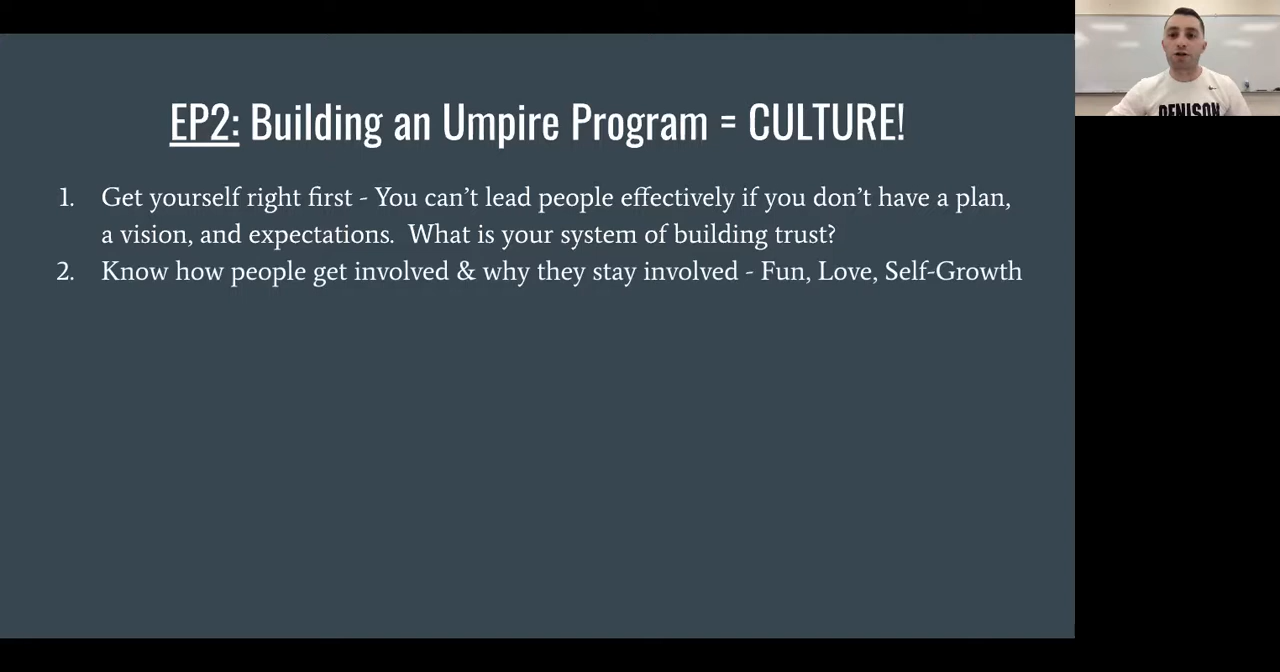 EP2: Building an Umpire Program = CULTURE!
1. Get yourself right first - You can't lead people effectively if you don't have a plan,
a vision, and expectations. What is your system of building trust?
2. Know how people get involved & why they stay involved - Fun, Love, Self-Growth
DENISON